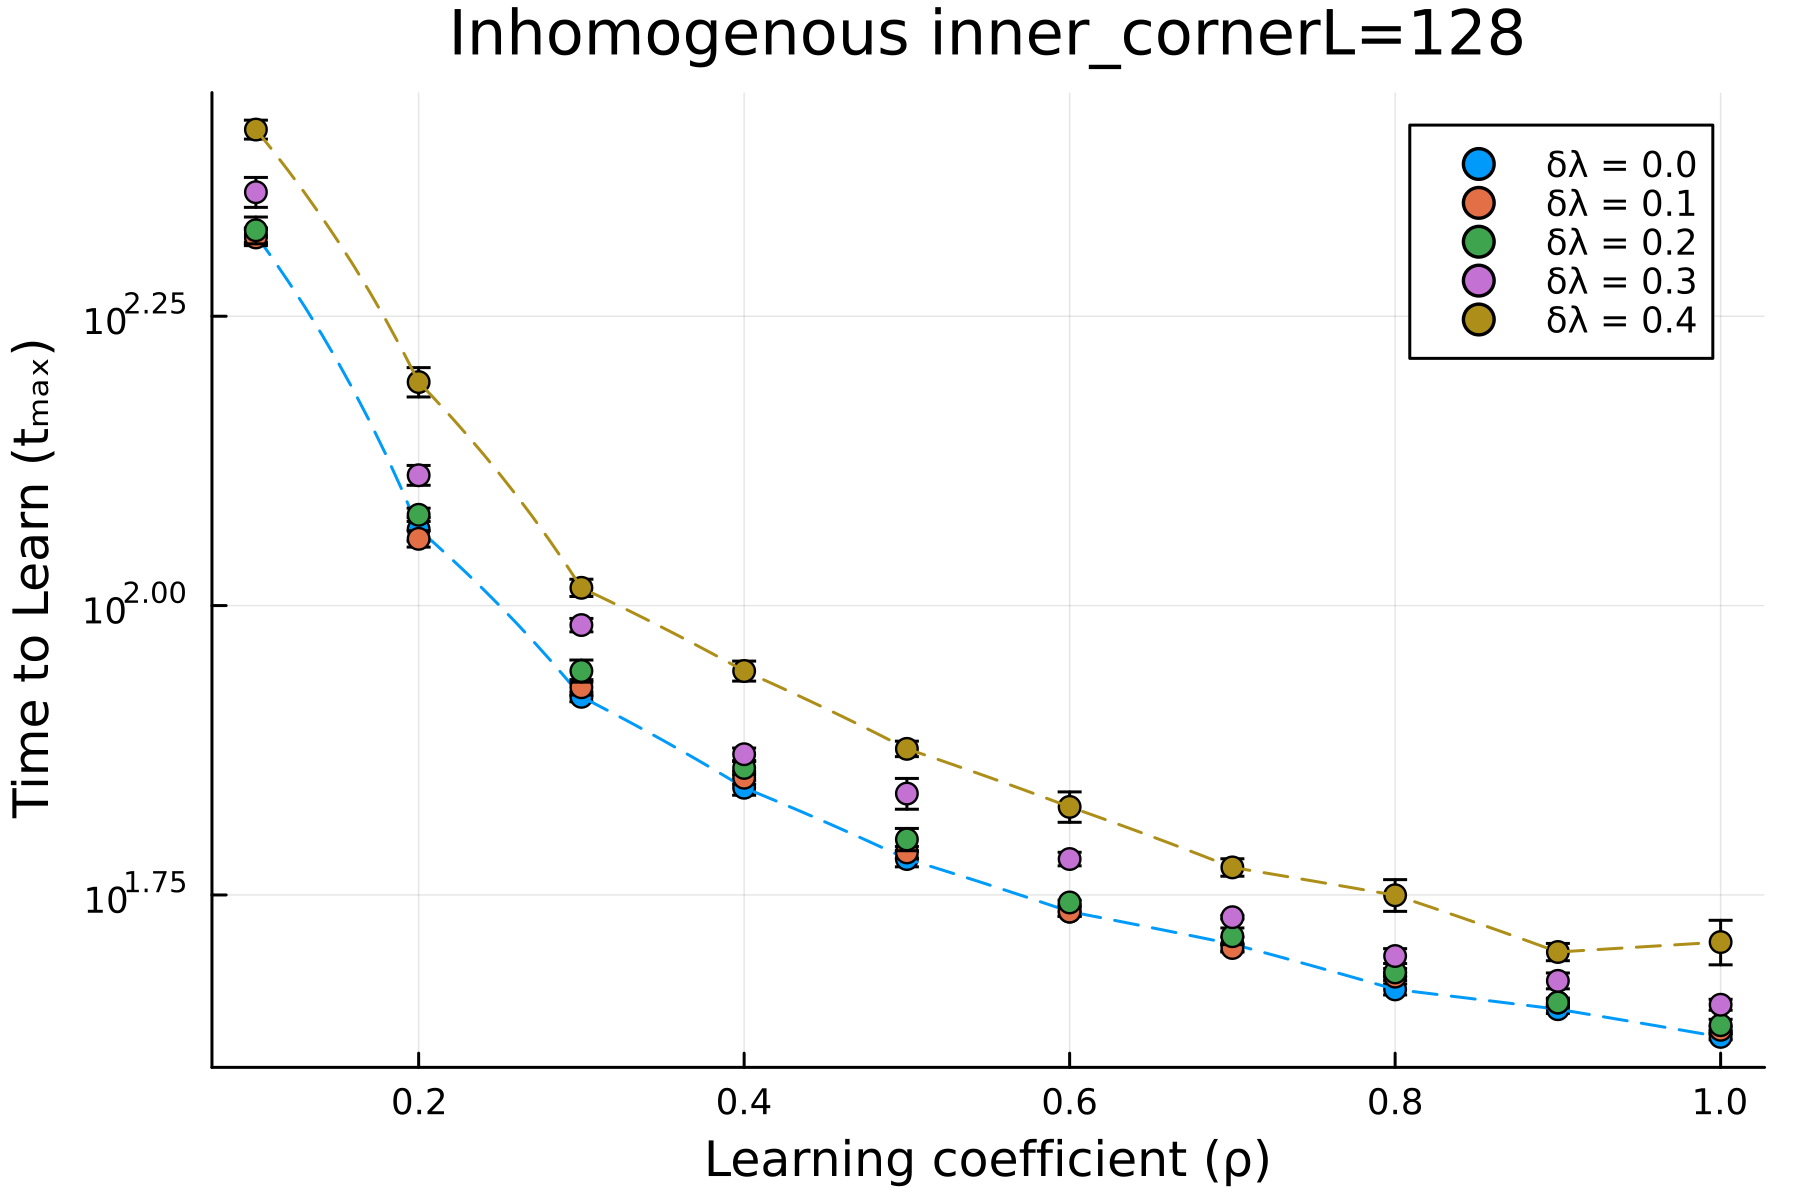 Inhomogenous inner_cornerL=128
δλ = 0.0
δλ = 0.1
δλ = 0.2
δλ = 0.3
δλ = 0.4
Time to Learn (tₘₐₓ)
10^2.25
10^2.00
10^1.75
0.2 0.4 0.6 0.8 1.0
Learning coefficient (ρ)